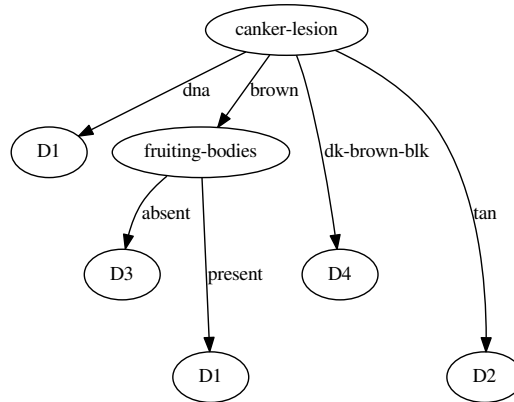 canker-lesion
dna
brown
D1
fruiting-bodies
dk-brown-blk
absent
tan
D3
present
D4
D1
D2